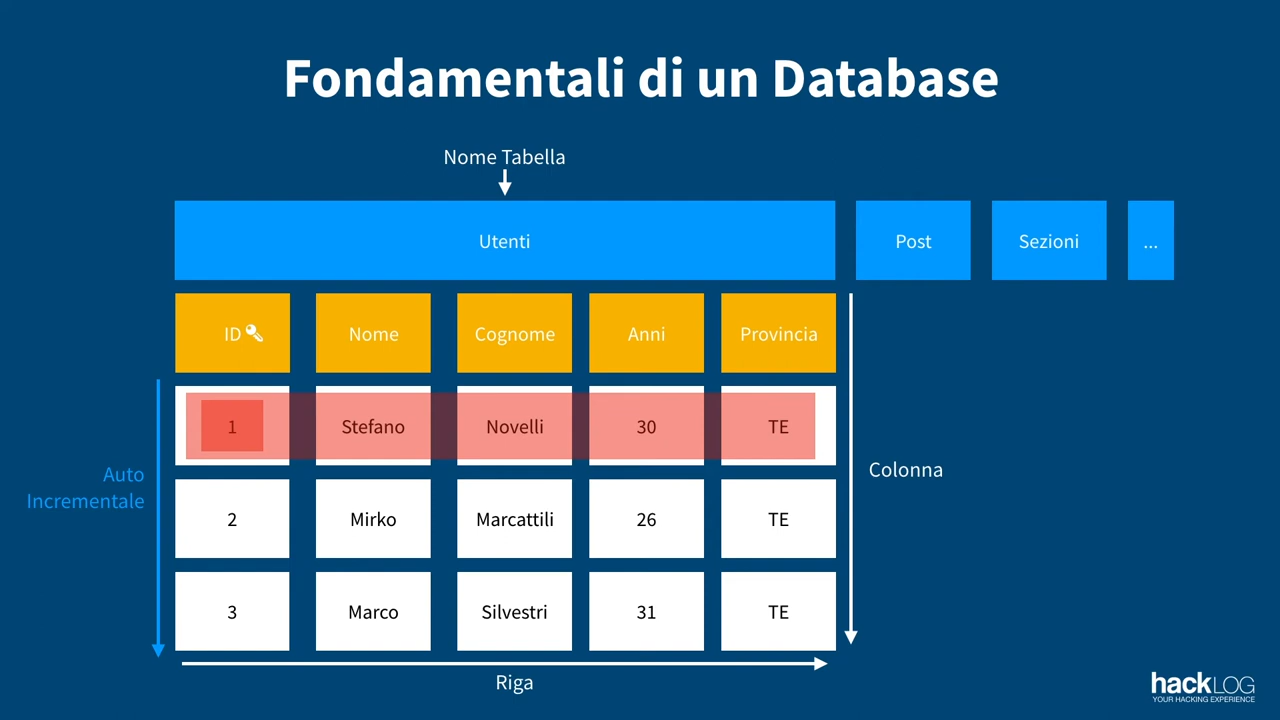 Fondamentali di un Database
Nome Tabella
Utenti
Post
Sezioni
...
ID
Nome
Cognome
Anni
Provincia
1
Stefano
Novelli
30
TE
2
Mirko
Marcattili
26
TE
3
Marco
Silvestri
31
TE
Auto
Incrementale
Colonna
Riga
hackLOG
YOUR HACKING EXPERIENCE